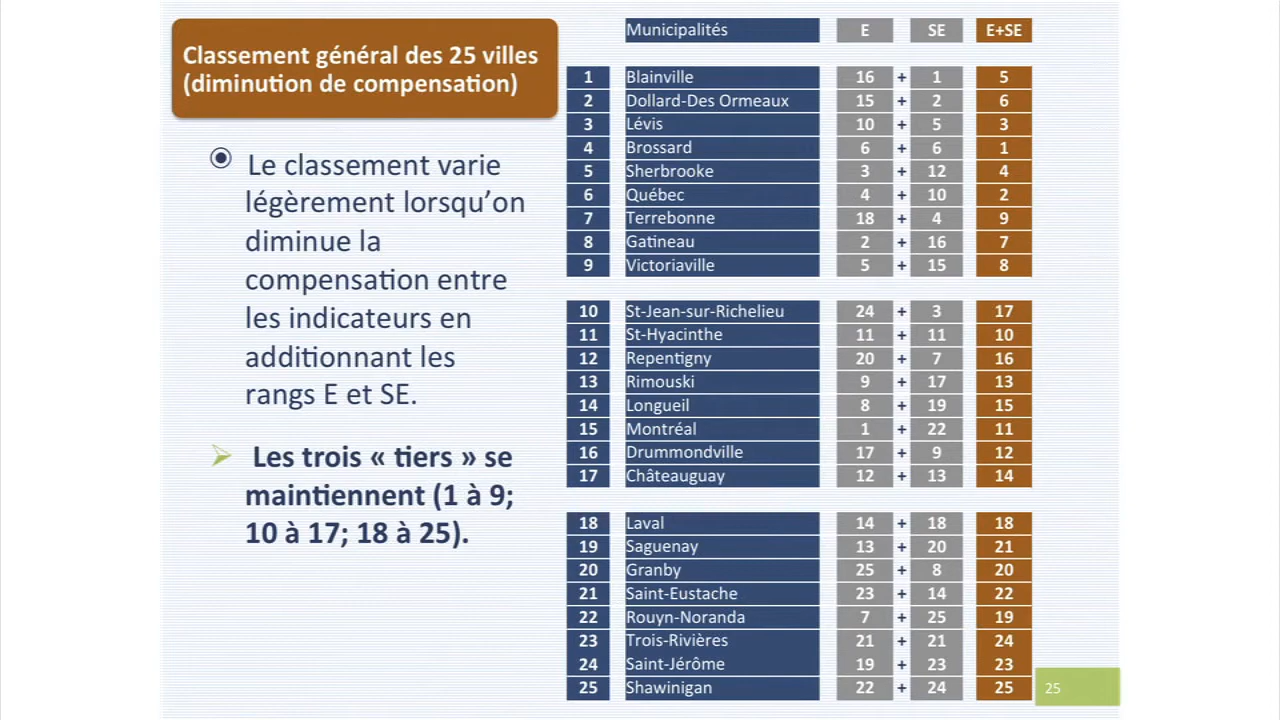 Classement général des 25 villes
(diminution de compensation)
Le classement varie
légèrement lorsqu’on
diminue la
compensation entre
les indicateurs en
additionnant les
rangs E et SE.
Les trois « tiers » se
maintiennent (1 à 9;
10 à 17; 18 à 25).
Municipalités E SE E+SE
1 Blainville 16 + 1 5
2 Dollard-Des Ormeaux 15 + 2 6
3 Lévis 10 + 5 3
4 Brossard 6 + 6 1
5 Sherbrooke 3 + 12 4
6 Québec 4 + 10 2
7 Terrebonne 18 + 4 9
8 Gatineau 2 + 16 7
9 Victoriaville 5 + 15 8
10 St-Jean-sur-Richelieu 24 + 3 17
11 St-Hyacinthe 11 + 11 10
12 Repentigny 20 + 7 16
13 Rimouski 9 + 17 13
14 Longueil 8 + 19 15
15 Montréal 1 + 22 11
16 Drummondville 17 + 9 12
17 Châteauguay 12 + 13 14
18 Laval 14 + 18 18
19 Saguenay 13 + 20 21
20 Granby 25 + 8 20
21 Saint-Eustache 23 + 14 22
22 Rouyn-Noranda 7 + 25 19
23 Trois-Rivières 21 + 21 24
24 Saint-Jérôme 19 + 23 23
25 Shawinigan 22 + 24 25
25